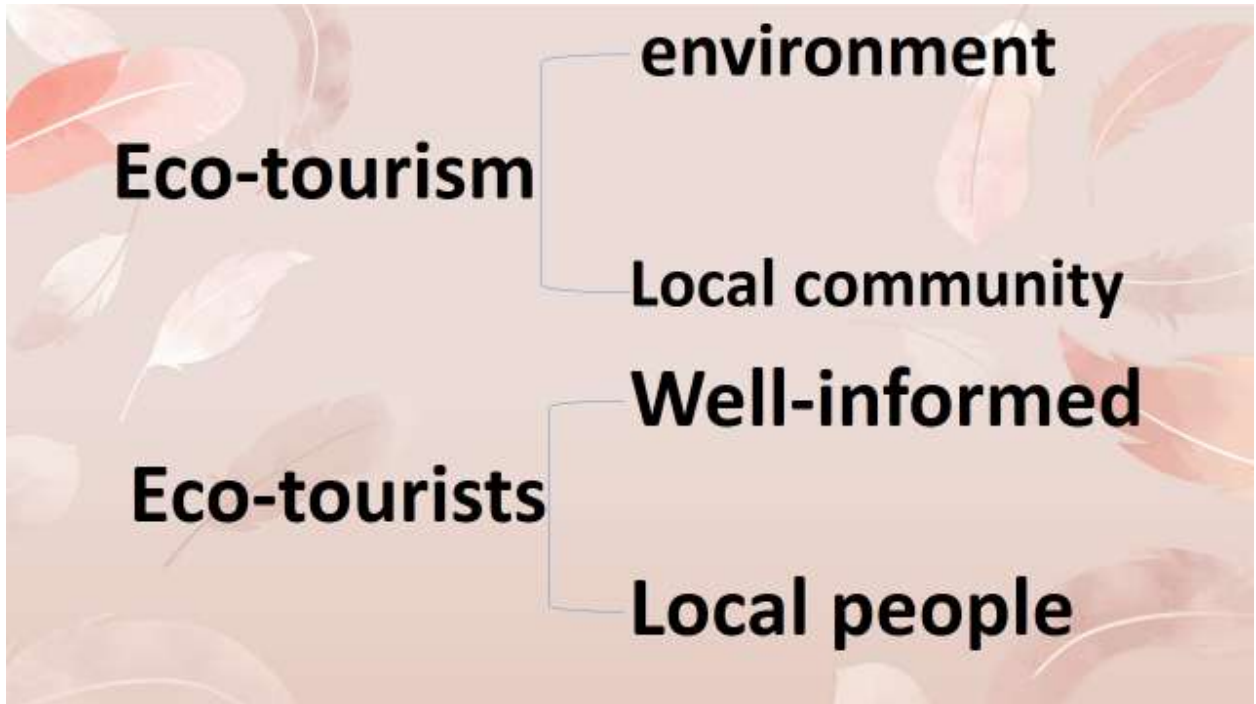 environment
Eco-tourism
Local community
Well-informed
Eco-tourists
Local people